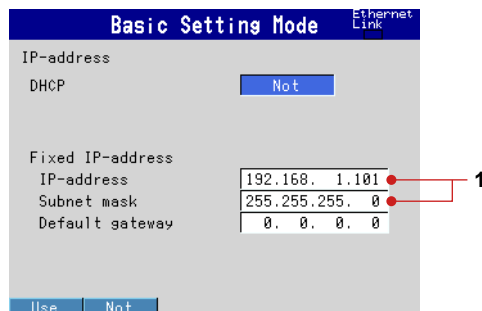 Basic Setting Mode
Ethernet
Link
IP-address
DHCP Not
Fixed IP-address
IP-address 192.168. 1.101
1
Subnet mask 255.255.255. 0
Default gateway 0. 0. 0. 0
Use Not